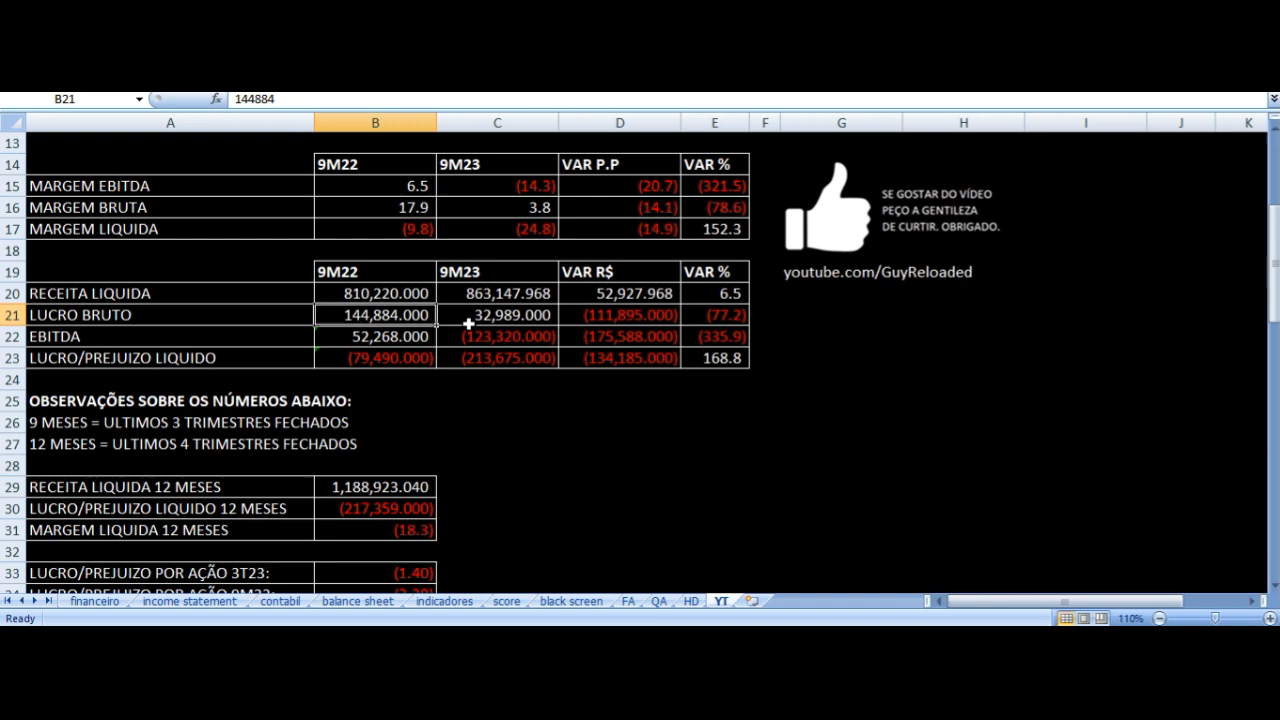 B21 fx 144884
A B C D E F G H I J K
13
14 9M22 9M23 VAR P.P VAR %
15 MARGEM EBITDA 6.5 (14.3) (20.7) (321.5)
16 MARGEM BRUTA 17.9 3.8 (14.1) (78.6)
17 MARGEM LIQUIDA (9.8) (24.8) (14.9) 152.3
SE GOSTAR DO VÍDEO
PEÇO A GENTILEZA
DE CURTIR. OBRIGADO.
18
19 9M22 9M23 VAR R$ VAR % youtube.com/GuyReloaded
20 RECEITA LIQUIDA 810,220.000 863,147.968 52,927.968 6.5
21 LUCRO BRUTO 144,884.000 32,989.000 (111,895.000) (77.2)
22 EBITDA 52,268.000 (123,320.000) (175,588.000) (335.9)
23 LUCRO/PREJUIZO LIQUIDO (79,490.000) (213,675.000) (134,185.000) 168.8
24
25 OBSERVAÇÕES SOBRE OS NÚMEROS ABAIXO:
26 9 MESES = ULTIMOS 3 TRIMESTRES FECHADOS
27 12 MESES = ULTIMOS 4 TRIMESTRES FECHADOS
28
29 RECEITA LIQUIDA 12 MESES 1,188,923.040
30 LUCRO/PREJUIZO LIQUIDO 12 MESES (217,359.000)
31 MARGEM LIQUIDA 12 MESES (18.3)
32
33 LUCRO/PREJUIZO POR AÇÃO 3T23: (1.40)
financeiro income statement contabil balance sheet indicadores score black screen FA QA HD YT
Ready 110%